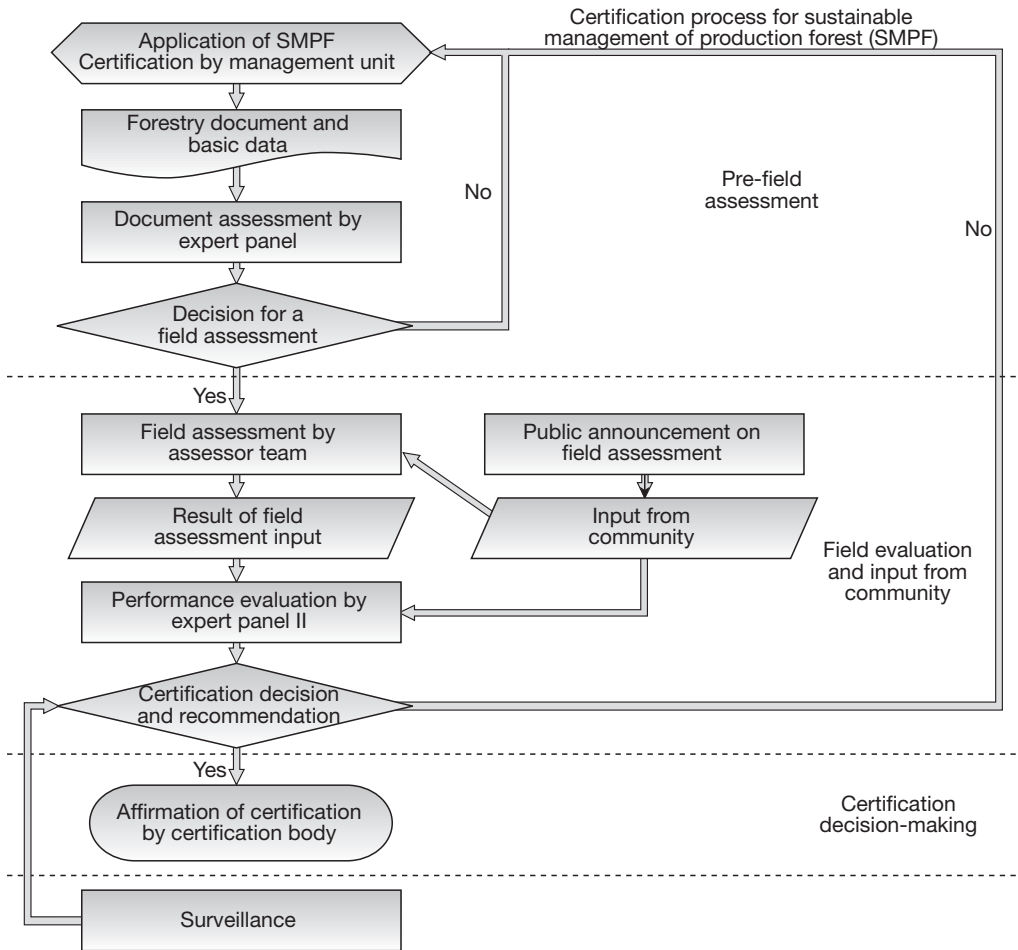 Certification process for sustainable
management of production forest (SMPF)
Application of SMPF
Certification by management unit
Forestry document and
basic data
No
Pre-field
assessment
Document assessment by
expert panel
No
Decision for a
field assessment
Yes
Field assessment by
assessor team
Public announcement on
field assessment
Result of field
assessment input
Input from
community
Field evaluation
and input from
community
Performance evaluation by
expert panel II
Certification decision
and recommendation
Yes
Affirmation of certification
by certification body
Certification
decision-making
Surveillance